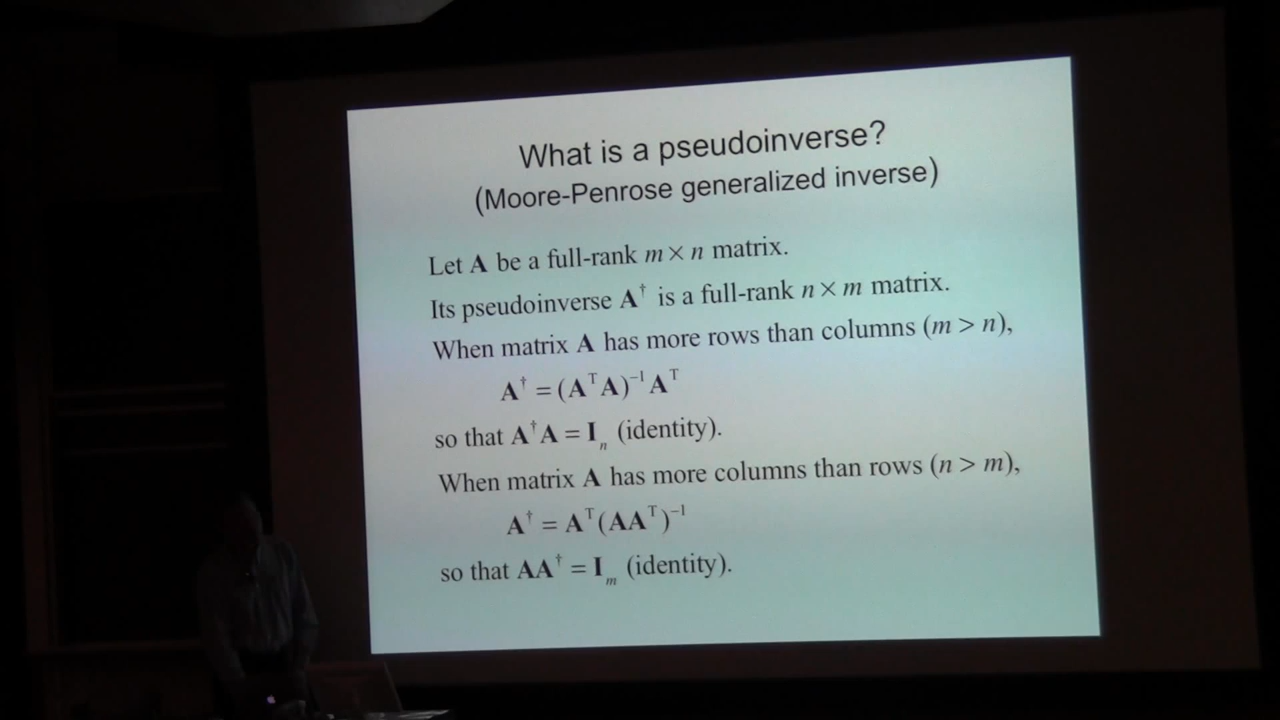 What is a pseudoinverse?
(Moore-Penrose generalized inverse)
Let A be a full-rank m × n matrix.
Its pseudoinverse A† is a full-rank n × m matrix.
When matrix A has more rows than columns (m > n),
A† = (AᵀA)⁻¹Aᵀ
so that A†A = Iₙ (identity).
When matrix A has more columns than rows (n > m),
A† = Aᵀ(AAᵀ)⁻¹
so that AA† = Iₘ (identity).